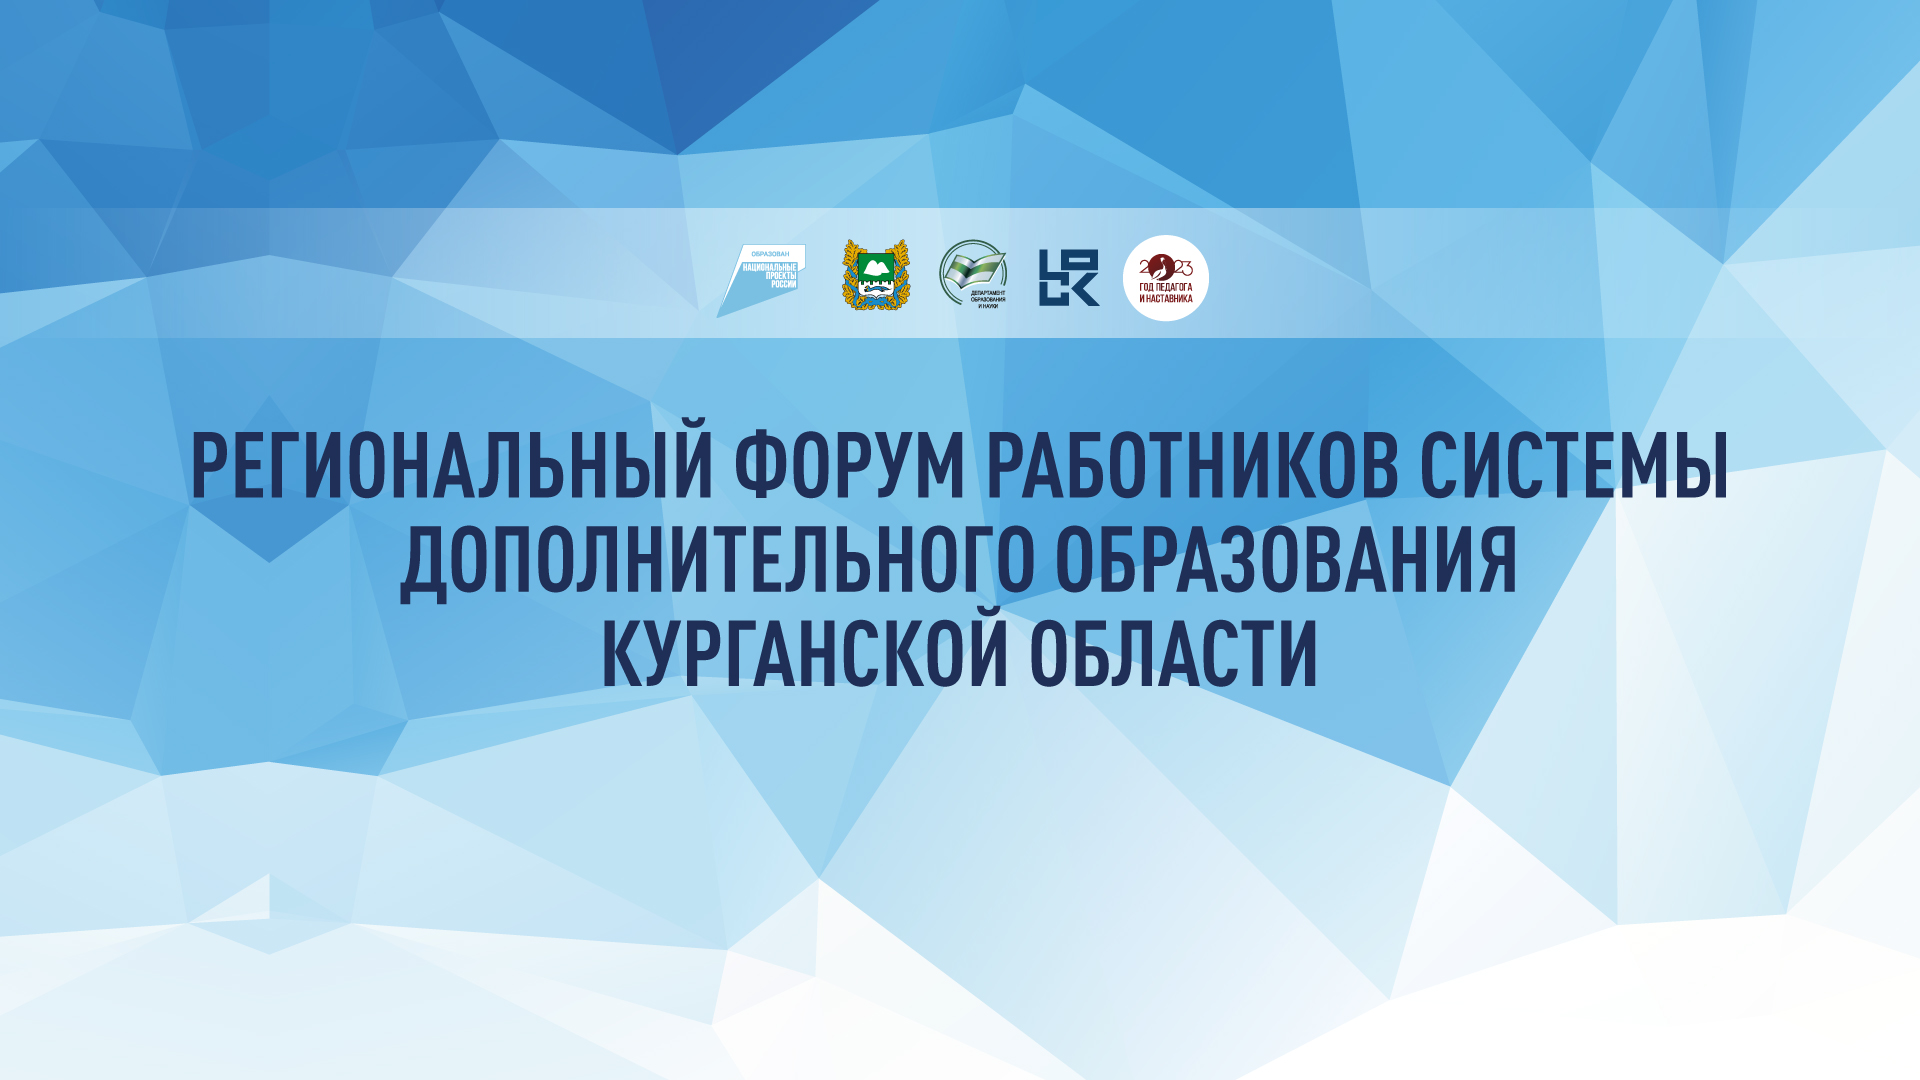 ОБРАЗОВАН
НАЦИОНАЛЬНЫЕ
ПРОЕКТЫ
РОССИИ
ДЕПАРТАМЕНТ
ОБРАЗОВАНИЯ
И НАУКИ
2023
ГОД ПЕДАГОГА
И НАСТАВНИКА
РЕГИОНАЛЬНЫЙ ФОРУМ РАБОТНИКОВ СИСТЕМЫ
ДОПОЛНИТЕЛЬНОГО ОБРАЗОВАНИЯ
КУРГАНСКОЙ ОБЛАСТИ